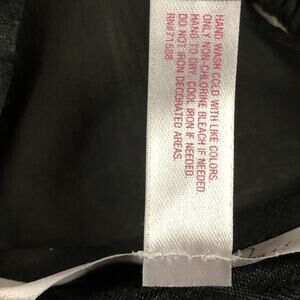 HAND WASH COLD WITH LIKE COLORS.
ONLY NON-CHLORINE BLEACH IF NEEDED.
HANG TO DRY. COOL IRON IF NEEDED.
DO NOT IRON DECORATED AREAS.
RN#71588